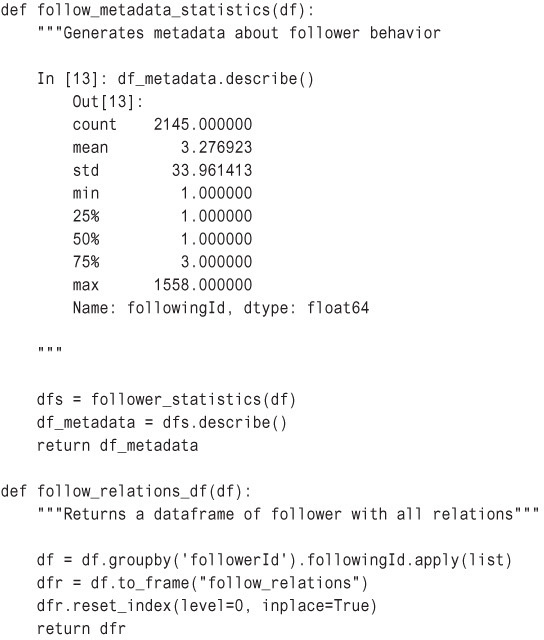 def follow_metadata_statistics(df):
    """Generates metadata about follower behavior

    In [13]: df_metadata.describe()
        Out[13]:
        count    2145.000000
        mean        3.276923
        std        33.961413
        min         1.000000
        25%         1.000000
        50%         1.000000
        75%         3.000000
        max      1558.000000
        Name: followingId, dtype: float64

    """

    dfs = follower_statistics(df)
    df_metadata = dfs.describe()
    return df_metadata

def follow_relations_df(df):
    """Returns a dataframe of follower with all relations"""

    df = df.groupby('followerId').followingId.apply(list)
    dfr = df.to_frame("follow_relations")
    dfr.reset_index(level=0, inplace=True)
    return dfr